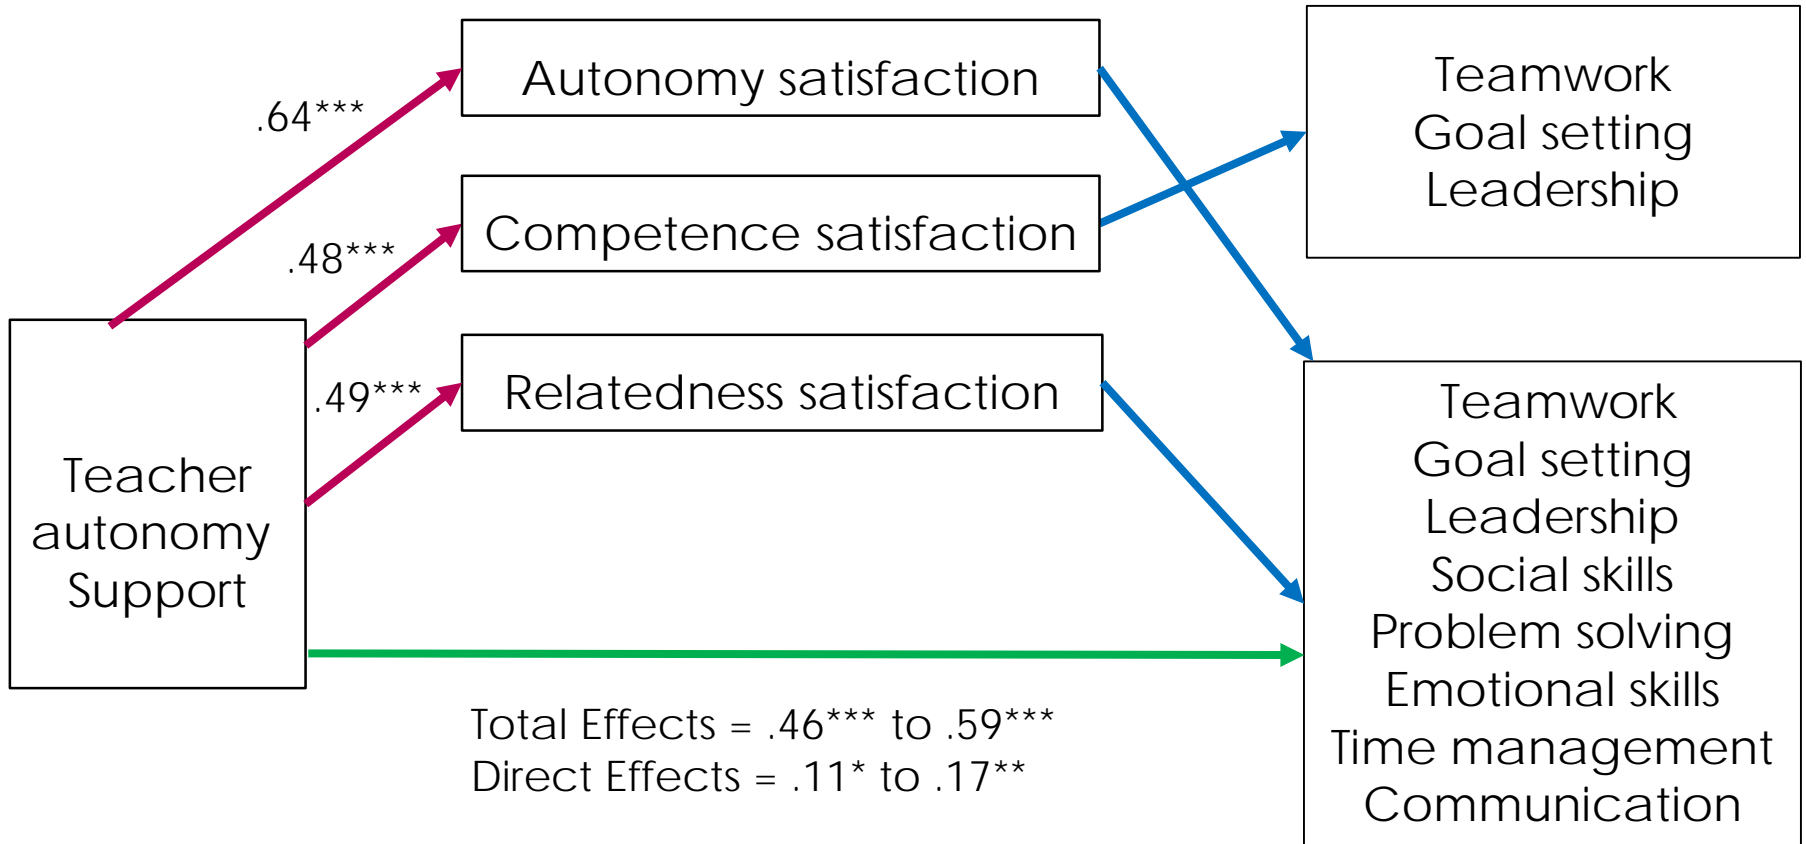 Autonomy satisfaction
.64***
Competence satisfaction
.48***
Relatedness satisfaction
.49***
Teacher
autonomy
Support
Teamwork
Goal setting
Leadership
Teamwork
Goal setting
Leadership
Social skills
Problem solving
Emotional skills
Time management
Communication
Total Effects = .46*** to .59***
Direct Effects = .11* to .17**